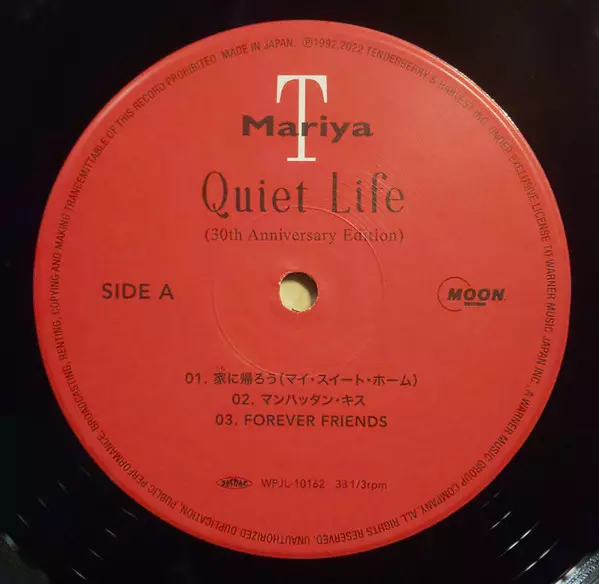 UNAUTHORIZED DUPLICATION, PUBLIC PERFORMANCE, BROADCASTING, RENTING, COPYING AND MAKING TRANCEMITTABLE OF THIS RECORD PROHIBITED. MADE IN JAPAN. ℗1992,2022 TENDERBERRY & HARVEST INC. UNDER EXCLUSIVE LICENSE TO WARNER MUSIC JAPAN INC., A WARNER MUSIC GROUP COMPANY. ALL RIGHTS RESERVED.
T
Mariya
Quiet Life
(30th Anniversary Edition)
SIDE A
MOON
01. 家に帰ろう(マイ・スイート・ホーム)
02. マンハッタン・キス
03. FOREVER FRIENDS
JASRAC WPJL-10162 33 1/3rpm